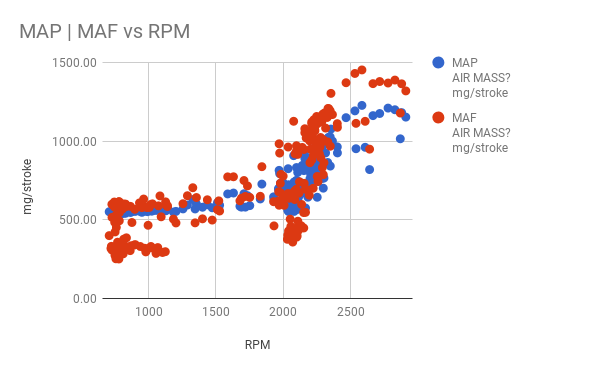 MAP | MAF vs RPM
1500.00
1000.00
500.00
0.00
mg/stroke
1000
1500
2000
2500
RPM
MAP
AIR MASS?
mg/stroke
MAF
AIR MASS?
mg/stroke